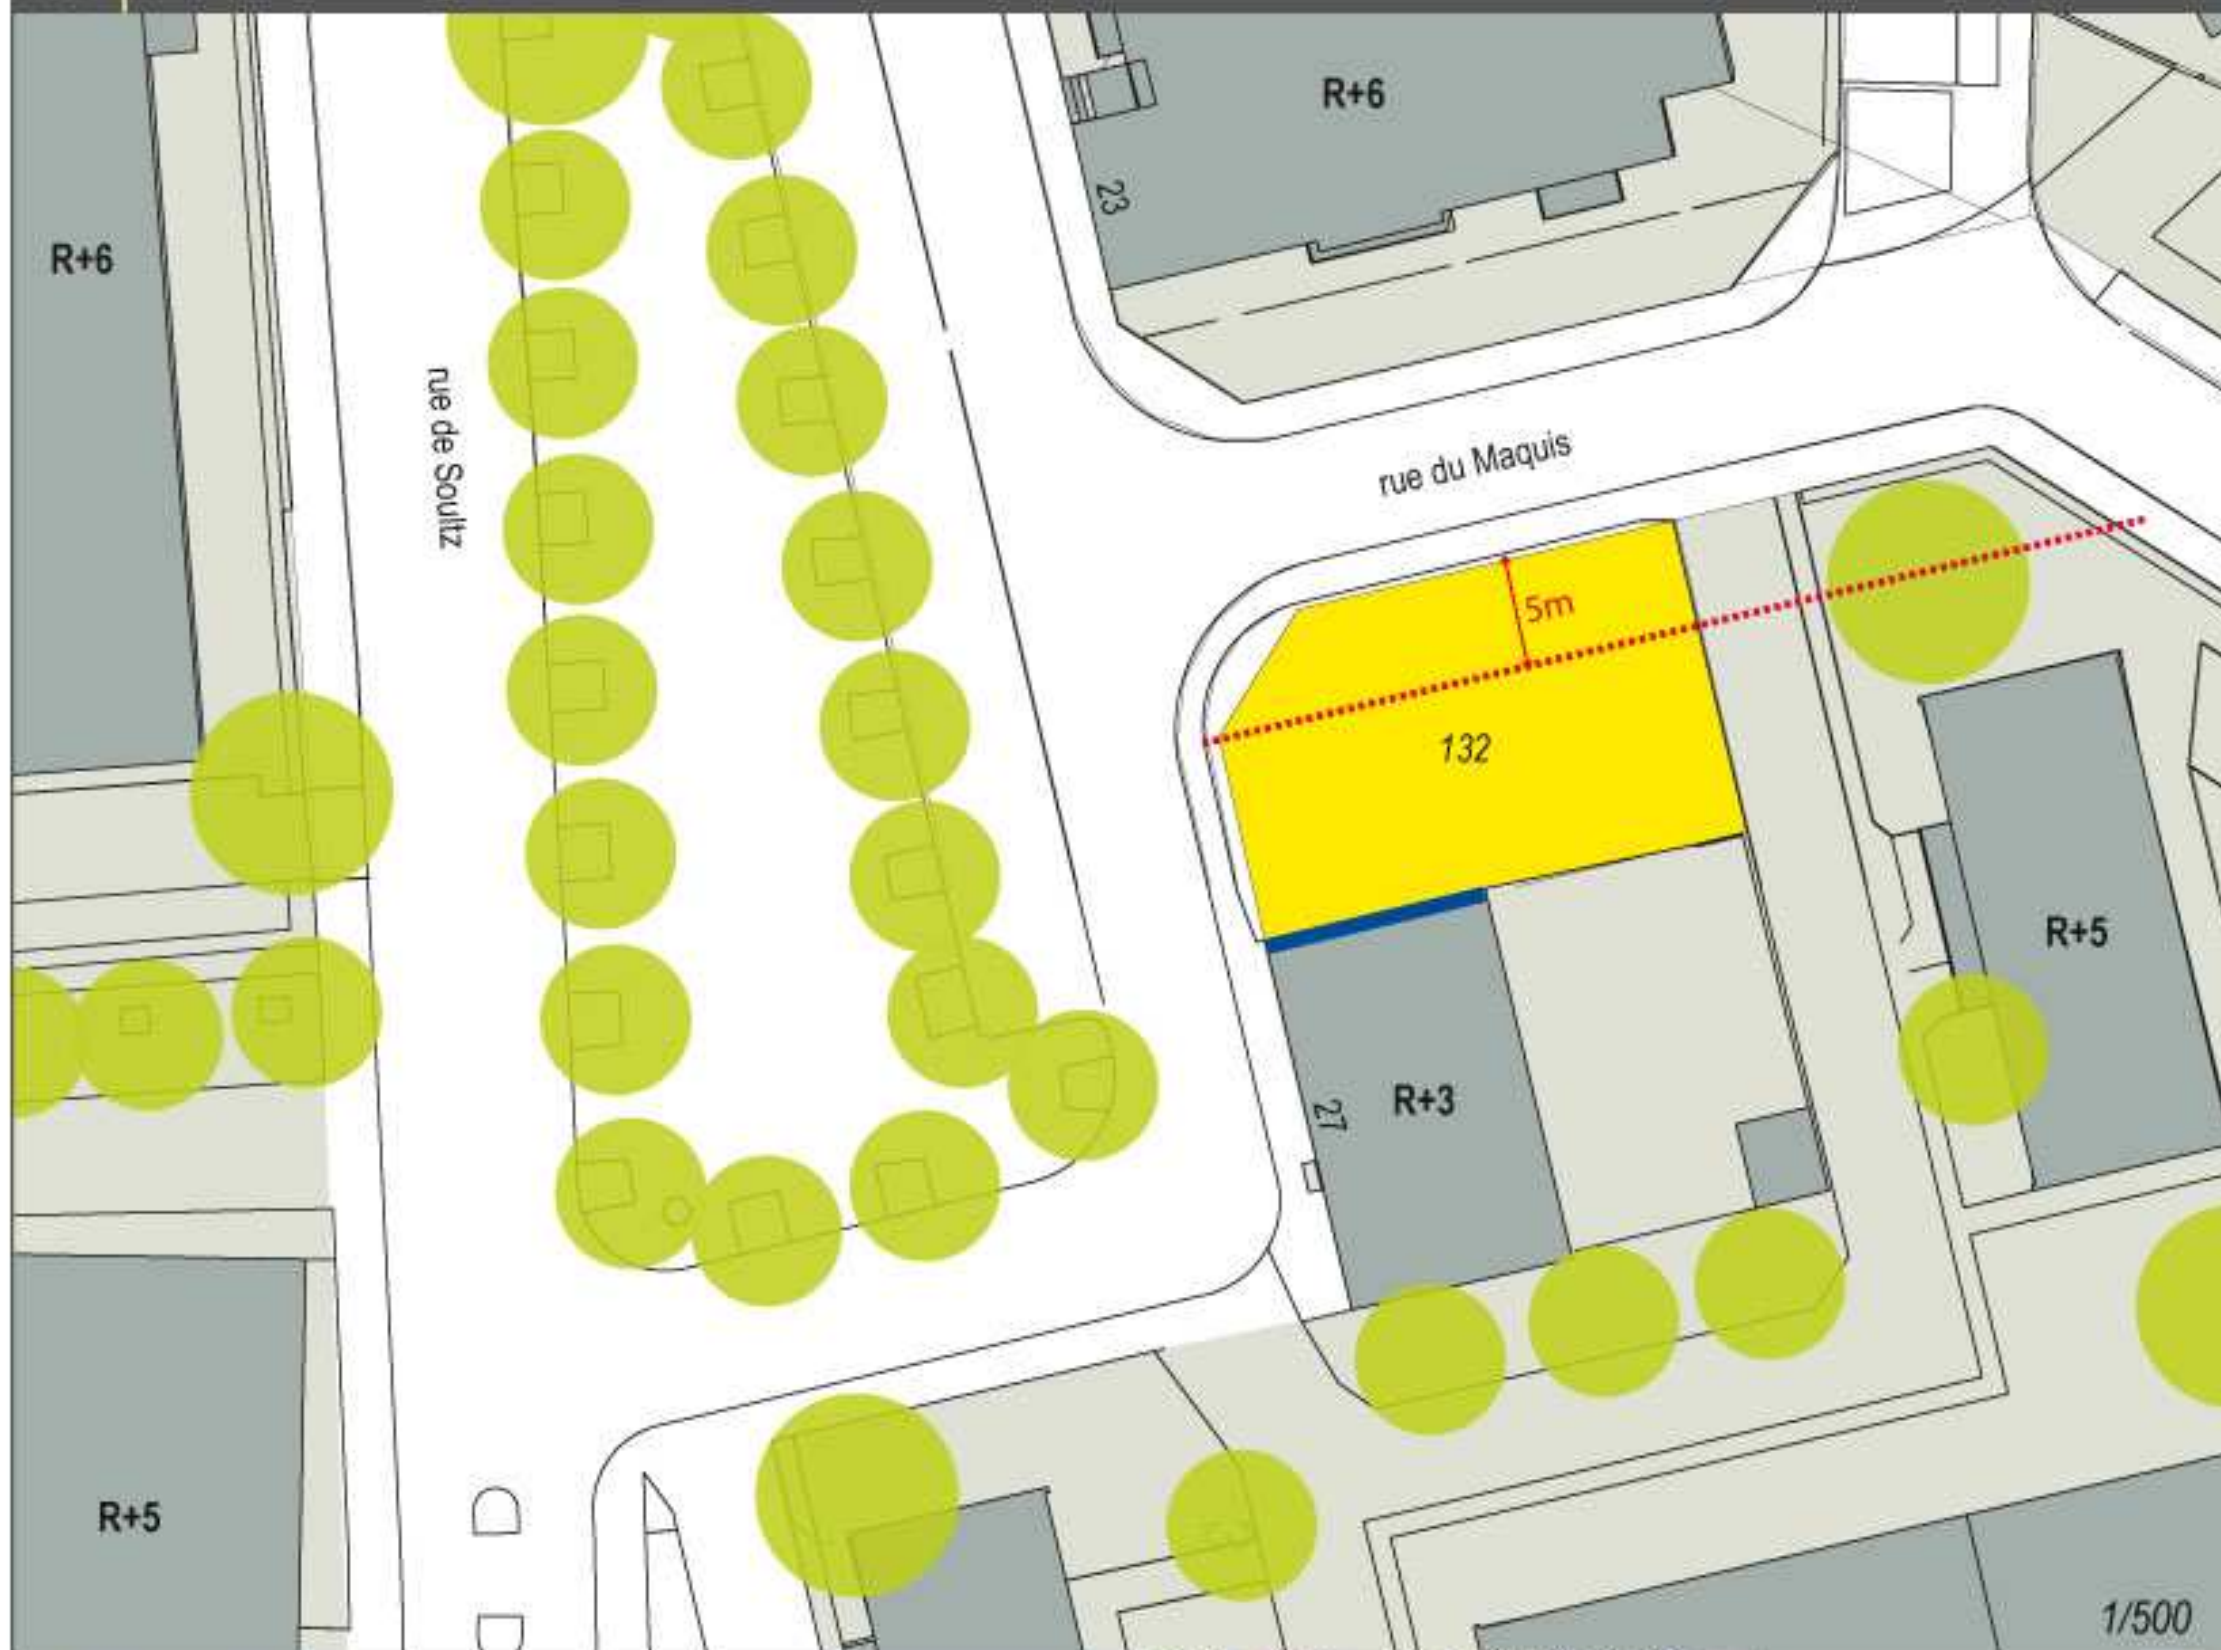 R+6
R+6
23
rue de Soultz
rue du Maquis
5m
132
R+5
R+3
27
R+5
1/500